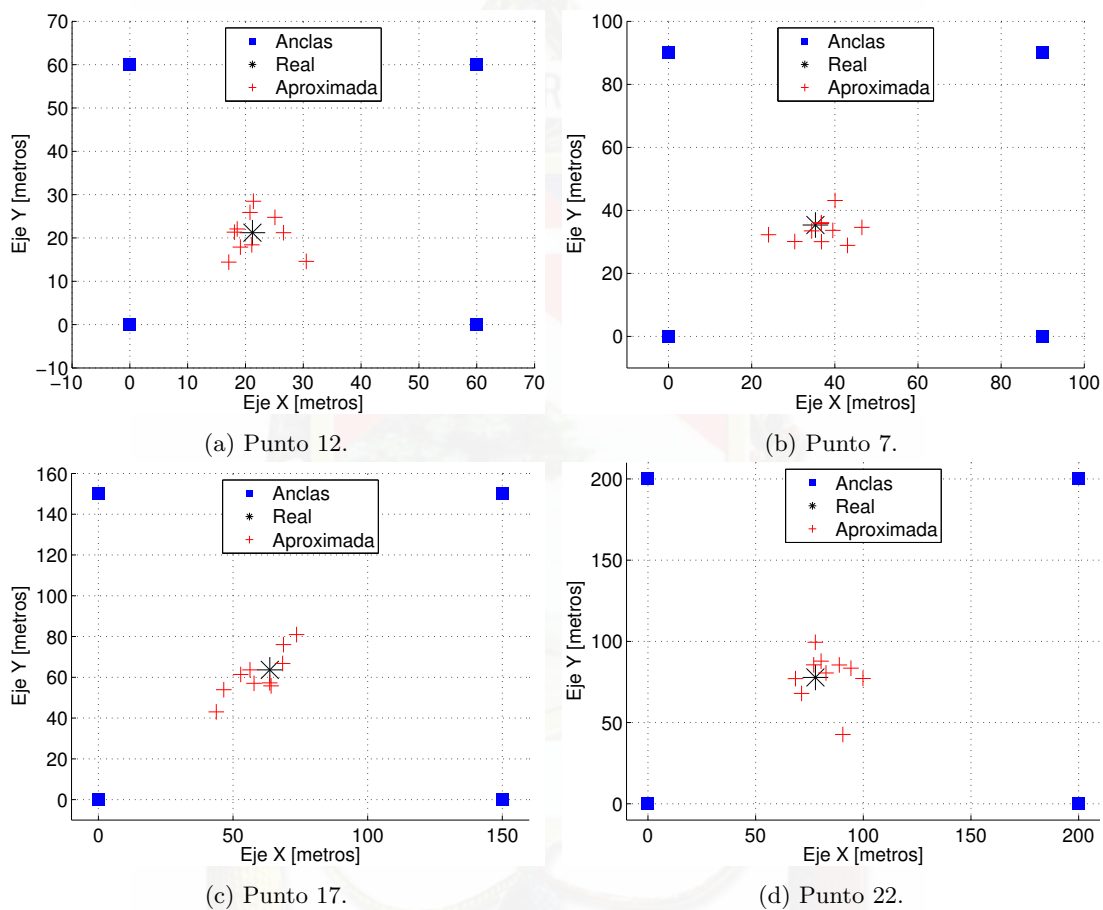 70
60
50
40
30
20
10
0
−10
Eje Y [metros]
Anclas
Real
Aproximada
−10 0 10 20 30 40 50 60 70
Eje X [metros]
(a) Punto 12.
100
80
60
40
20
0
Eje Y [metros]
Anclas
Real
Aproximada
0 20 40 60 80 100
Eje X [metros]
(b) Punto 7.
160
140
120
100
80
60
40
20
0
Eje Y [metros]
Anclas
Real
Aproximada
0 50 100 150
Eje X [metros]
(c) Punto 17.
200
150
100
50
0
Eje Y [metros]
Anclas
Real
Aproximada
0 50 100 150 200
Eje X [metros]
(d) Punto 22.